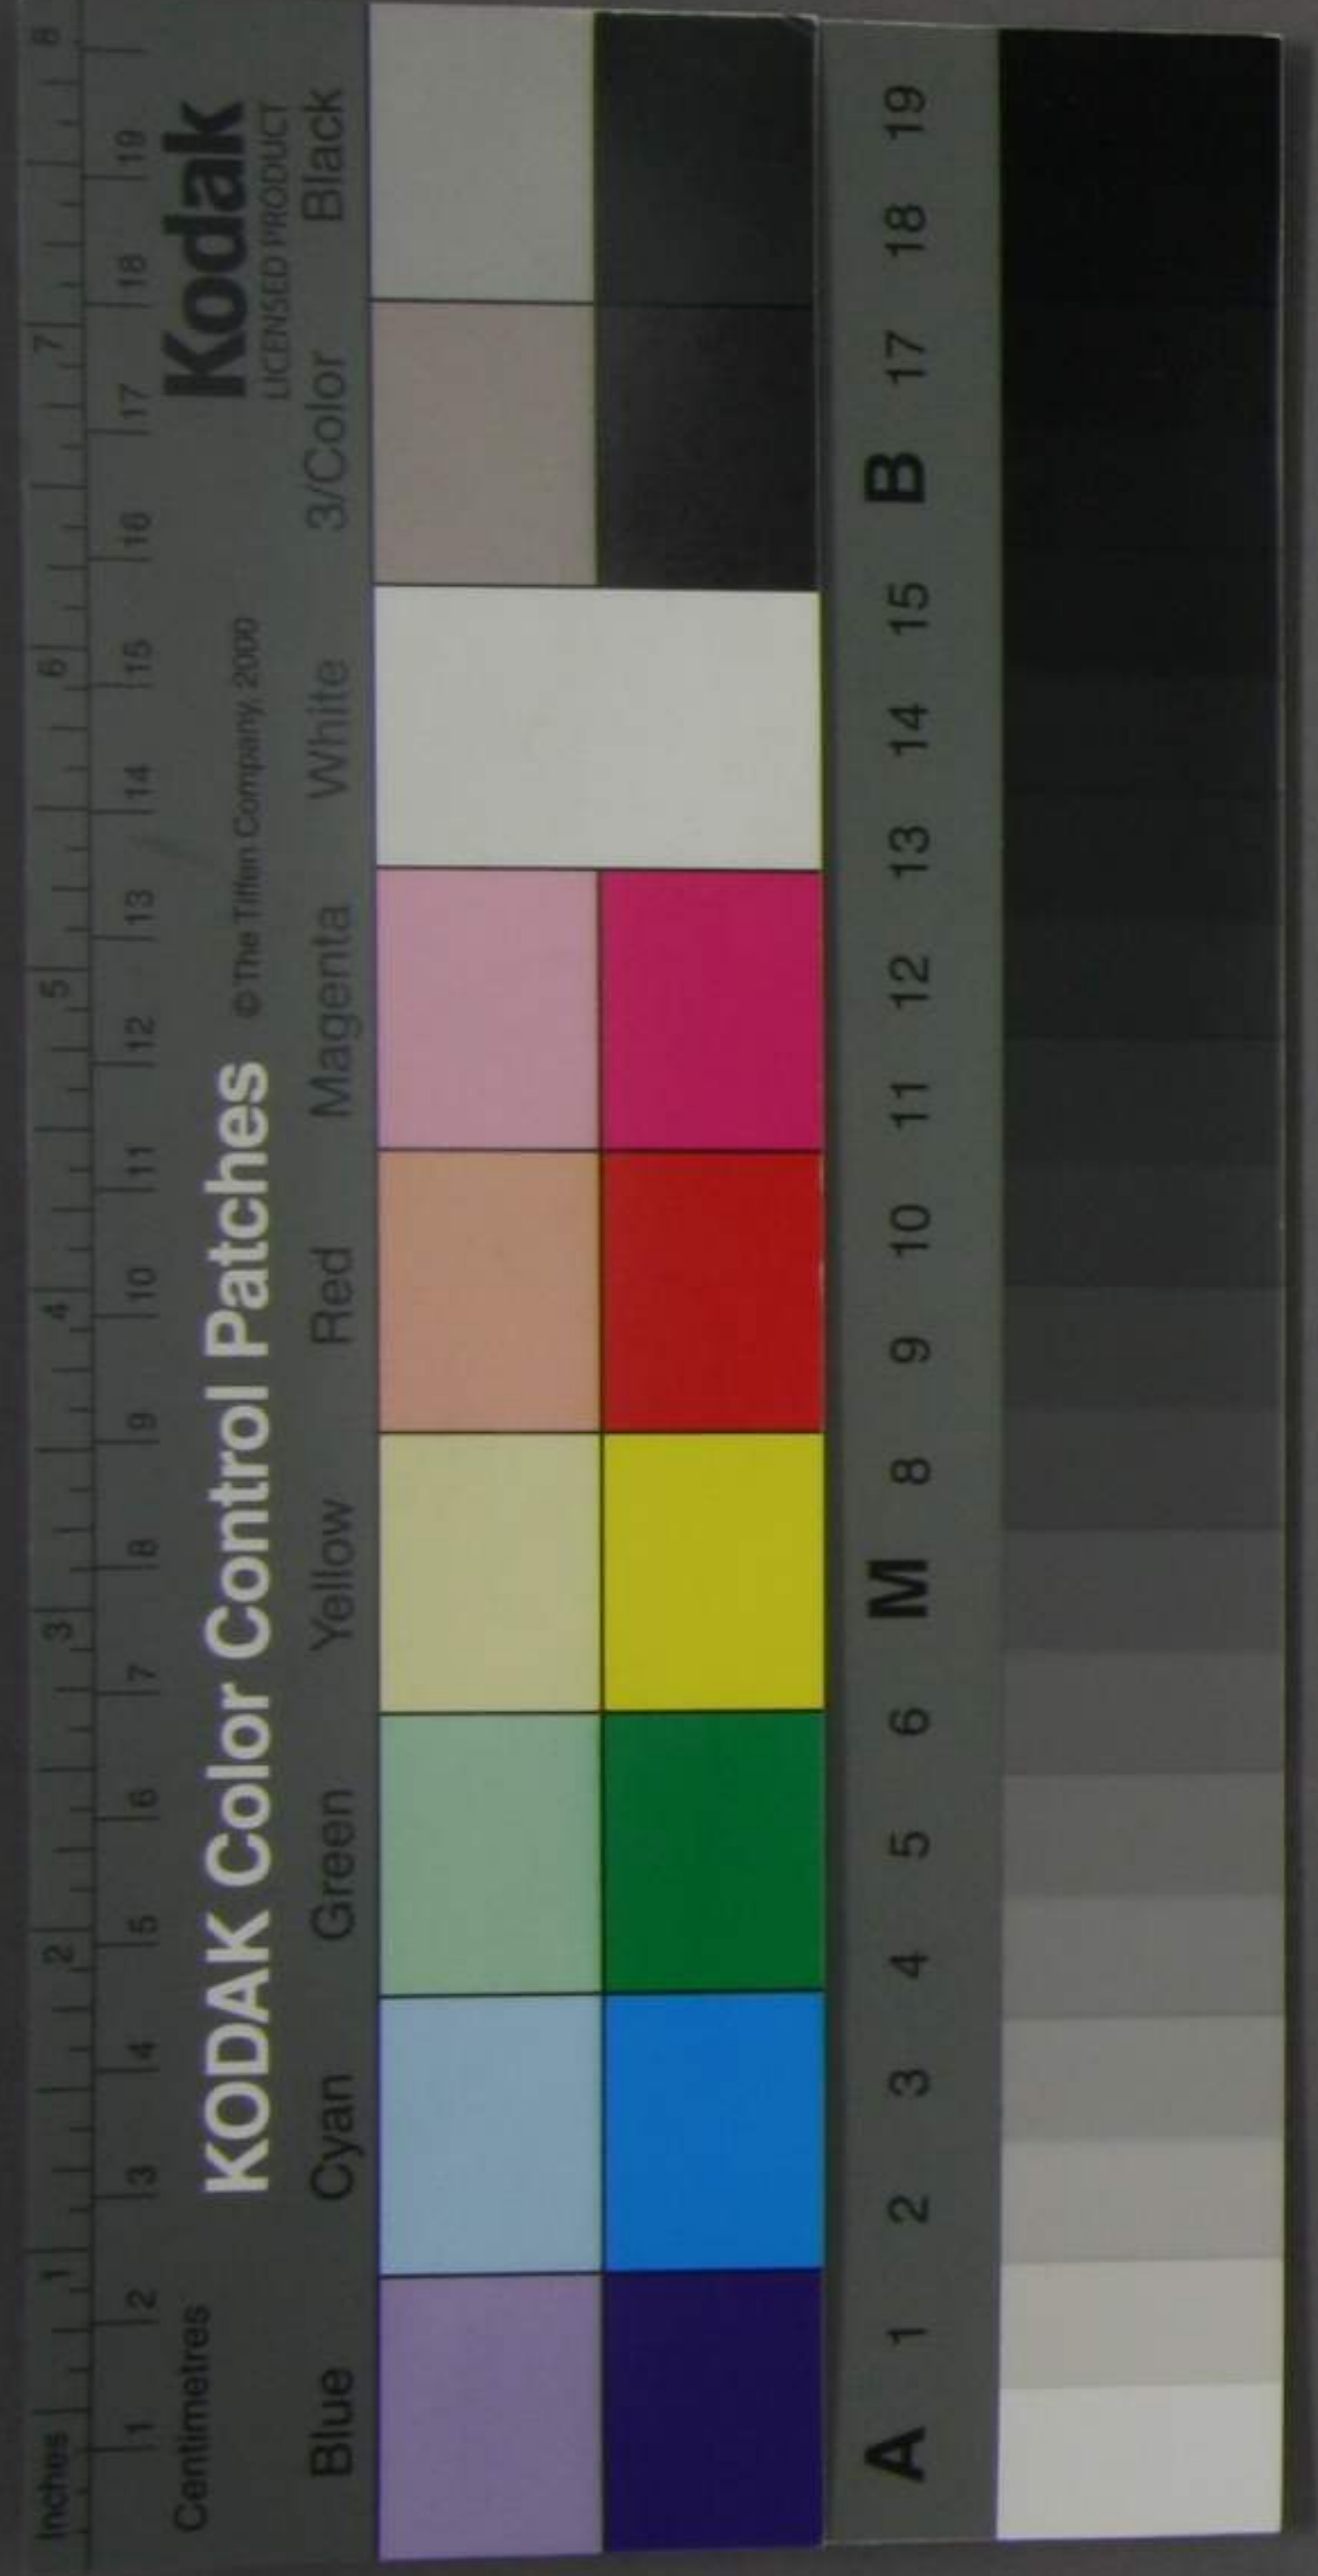 Inches 1 2 3 4 5 6 7 8
Centimetres 1 2 3 4 5 6 7 8 9 10 11 12 13 14 15 16 17 18 19
KODAK Color Control Patches © The Tiffen Company, 2000 Kodak
LICENSED PRODUCT
Blue Cyan Green Yellow Red Magenta White 3/Color Black
A 1 2 3 4 5 6 M 8 9 10 11 12 13 14 15 B 17 18 19